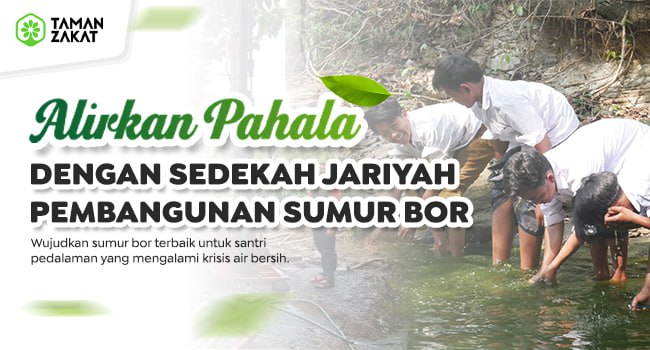 TAMAN
ZAKAT
Alirkan Pahala
DENGAN SEDEKAH JARIYAH
PEMBANGUNAN SUMUR BOR
Wujudkan sumur bor terbaik untuk santri
pedalaman yang mengalami krisis air bersih.